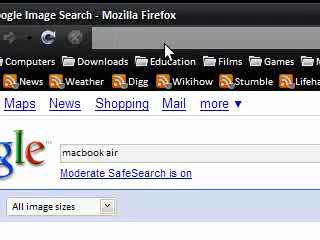 ogle Image Search - Mozilla Firefox
Computers Downloads Education Films Games
News Weather Digg Wikihow Stumble Lifeha
Maps News Shopping Mail more ▼
gle™
macbook air
Moderate SafeSearch is on
All image sizes